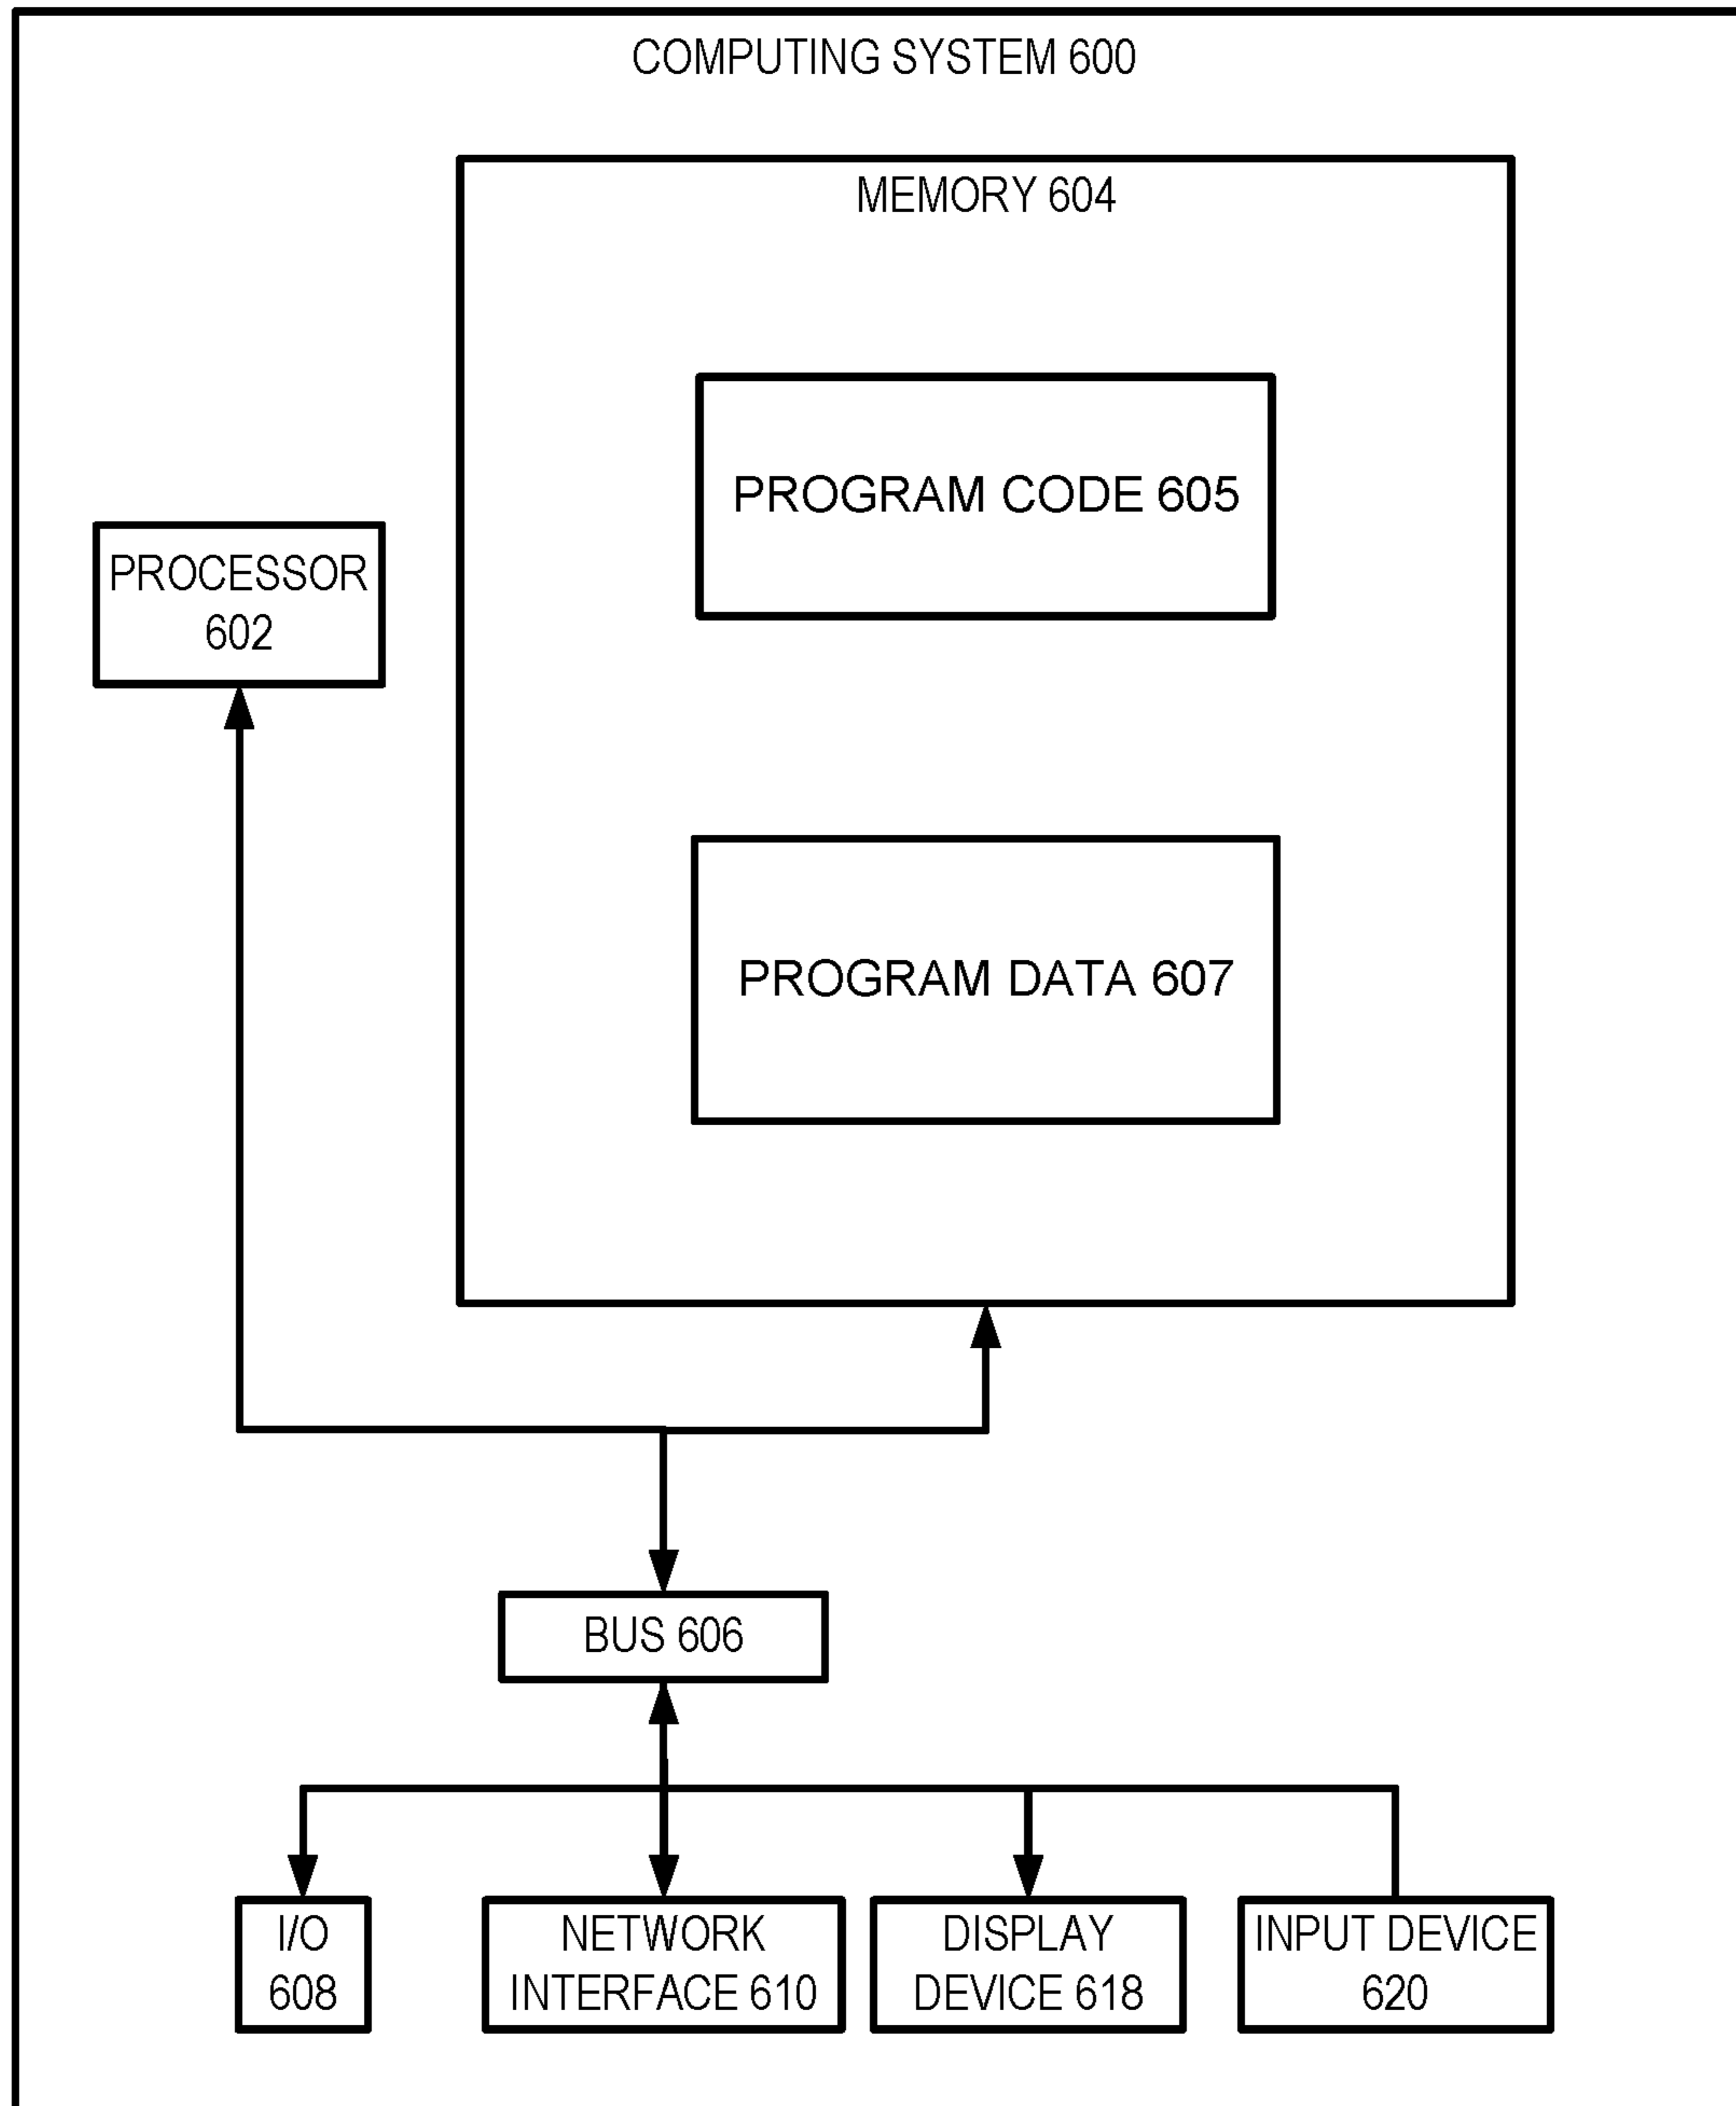 COMPUTING SYSTEM 600
MEMORY 604
PROGRAM CODE 605
PROCESSOR
602
PROGRAM DATA 607
BUS 606
I/O
608
NETWORK
INTERFACE 610
DISPLAY
DEVICE 618
INPUT DEVICE
620